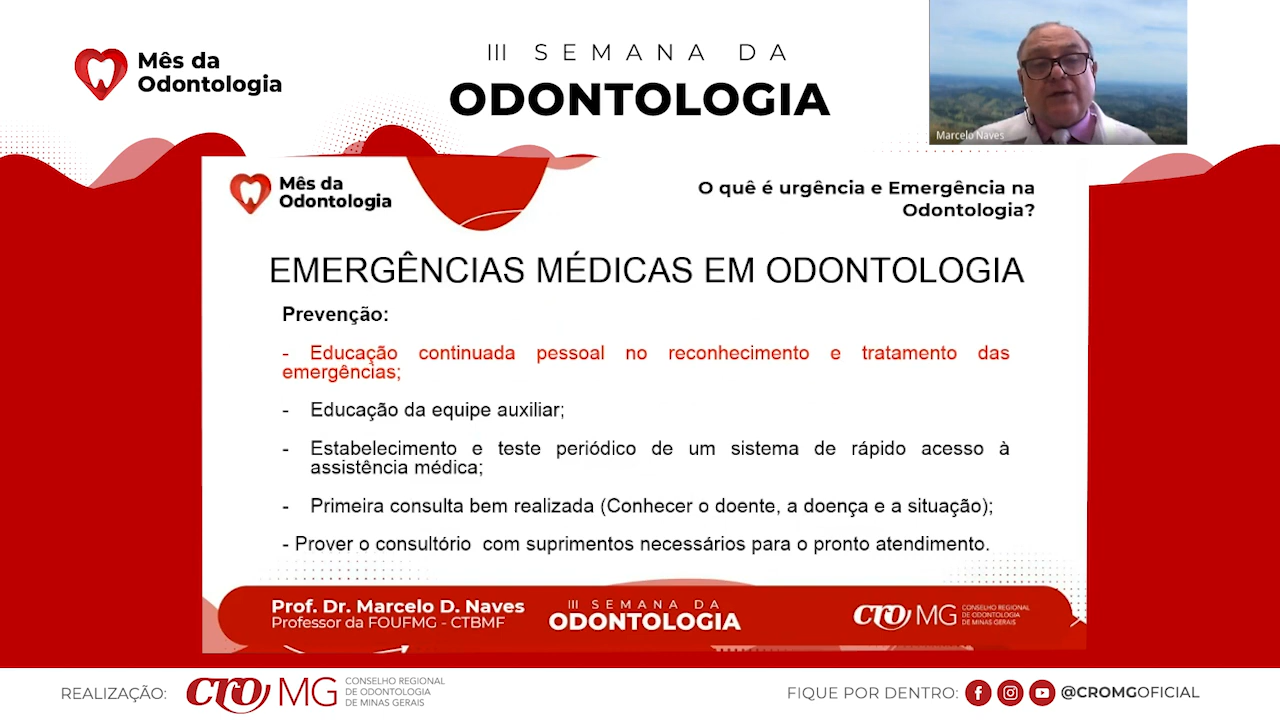 Mês da
Odontologia
III SEMANA DA
ODONTOLOGIA
Marcelo Naves
Mês da
Odontologia
O quê é urgência e Emergência na
Odontologia?
EMERGÊNCIAS MÉDICAS EM ODONTOLOGIA
Prevenção:
- Educação continuada pessoal no reconhecimento e tratamento das
emergências;
- Educação da equipe auxiliar;
- Estabelecimento e teste periódico de um sistema de rápido acesso à
assistência médica;
- Primeira consulta bem realizada (Conhecer o doente, a doença e a situação);
- Prover o consultório com suprimentos necessários para o pronto atendimento.
Prof. Dr. Marcelo D. Naves
Professor da FOUFMG - CTBMF
III SEMANA DA
ODONTOLOGIA
CRO MG
CONSELHO REGIONAL
DE ODONTOLOGIA
DE MINAS GERAIS
REALIZAÇÃO:
CRO MG
CONSELHO REGIONAL
DE ODONTOLOGIA
DE MINAS GERAIS
FIQUE POR DENTRO:
@CROMGOFICIAL